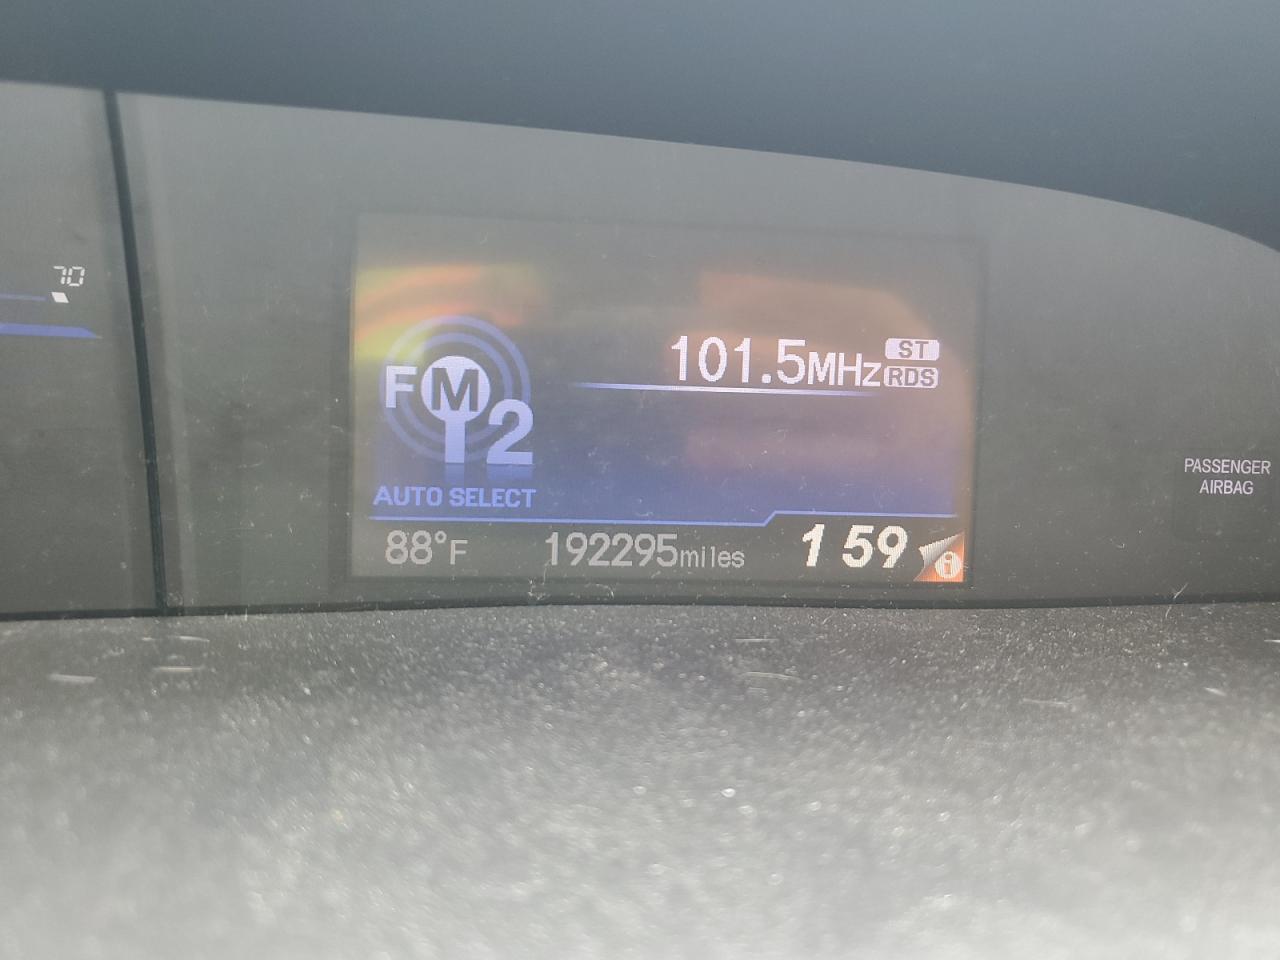 70
101.5MHz ST
RDS
FM 2
AUTO SELECT
88°F 192295miles 1 59 i
PASSENGER
AIRBAG